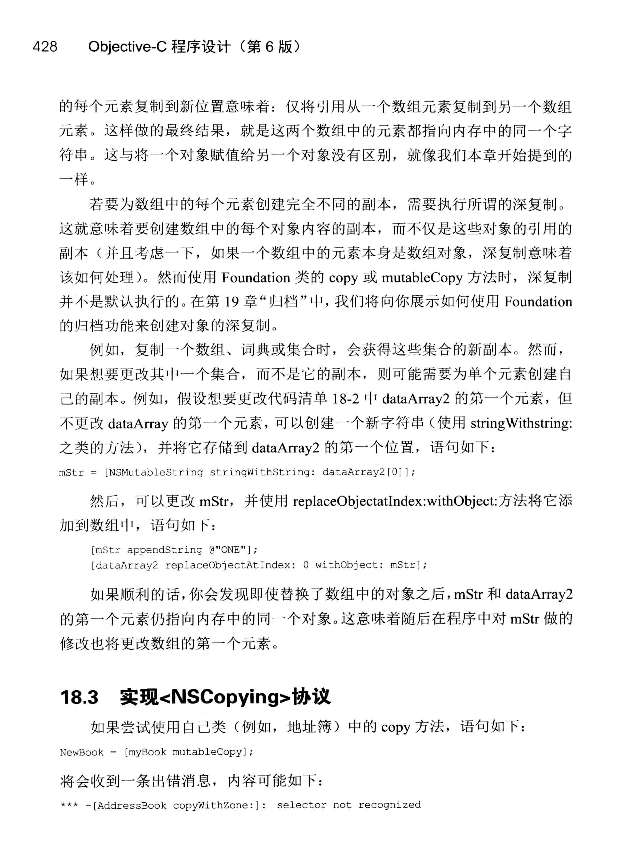 428 Objective-C 程序设计（第 6 版）
的每个元素复制到新位置意味着：仅将引用从一个数组元素复制到另一个数组
元素。这样做的最终结果，就是这两个数组中的元素都指向内存中的同一个字
符串。这与将一个对象赋值给另一个对象没有区别，就像我们本章开始提到的
一样。
若要为数组中的每个元素创建完全不同的副本，需要执行所谓的深复制。
这就意味着要创建数组中的每个对象内容的副本，而不仅是这些对象的引用的
副本（并且考虑一下，如果一个数组中的元素本身是数组对象，深复制意味着
该如何处理）。然而使用 Foundation 类的 copy 或 mutableCopy 方法时，深复制
并不是默认执行的。在第 19 章“归档”中，我们将向你展示如何使用 Foundation
的归档功能来创建对象的深复制。
例如，复制一个数组、词典或集合时，会获得这些集合的新副本。然而，
如果想要更改其中一个集合，而不是它的副本，则可能需要为单个元素创建自
己的副本。例如，假设想要更改代码清单 18-2 中 dataArray2 的第一个元素，但
不更改 dataArray 的第一个元素，可以创建一个新字符串（使用 stringWithstring:
之类的方法），并将它存储到 dataArray2 的第一个位置，语句如下：
mStr = [NSMutableString stringWithString: dataArray2[0]];
然后，可以更改 mStr，并使用 replaceObjectatIndex:withObject:方法将它添
加到数组中，语句如下：
[mStr appendString @"ONE"];
[dataArray2 replaceObjectAtIndex: 0 withObject: mStr];
如果顺利的话，你会发现即使替换了数组中的对象之后，mStr 和 dataArray2
的第一个元素仍指向内存中的同一个对象。这意味着随后在程序中对 mStr 做的
修改也将更改数组的第一个元素。
18.3 实现<NSCopying>协议
如果尝试使用自己类（例如，地址簿）中的 copy 方法，语句如下：
NewBook = [myBook mutableCopy];
将会收到一条出错消息，内容可能如下：
*** -[AddressBook copyWithZone:]: selector not recognized